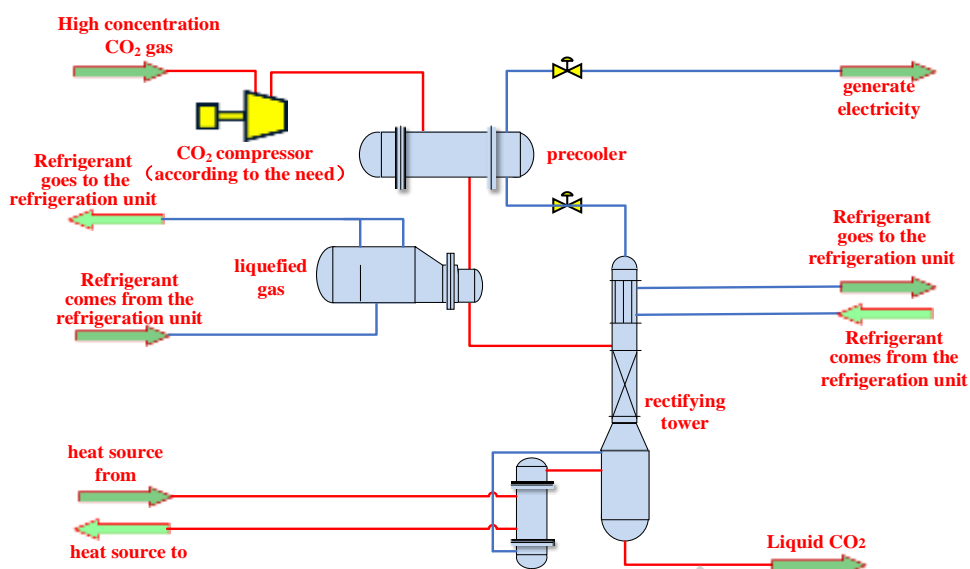 High concentration
CO₂ gas
generate
electricity
CO₂ compressor
（according to the need）
precooler
Refrigerant
goes to the
refrigeration unit
Refrigerant
goes to the
refrigeration unit
liquefied
gas
Refrigerant
comes from the
refrigeration unit
Refrigerant
comes from the
refrigeration unit
rectifying
tower
heat source
from
heat source to
Liquid CO₂